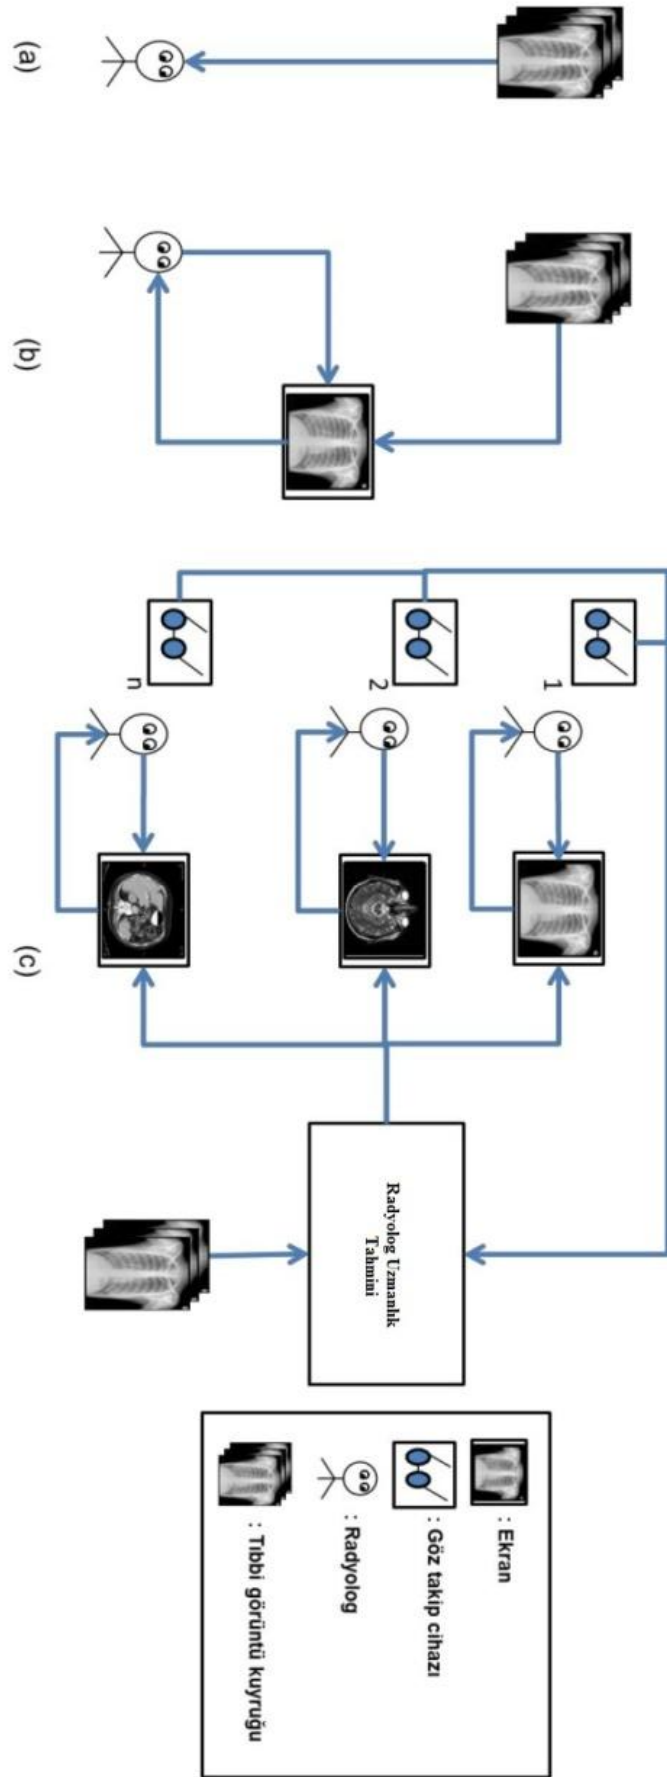 (a)
(b)
(c)
1
2
n
Radyolog Uzmanlık
Tahmini
: Ekran
: Göz takip cihazı
: Radyolog
: Tıbbi görüntü kuyruğu